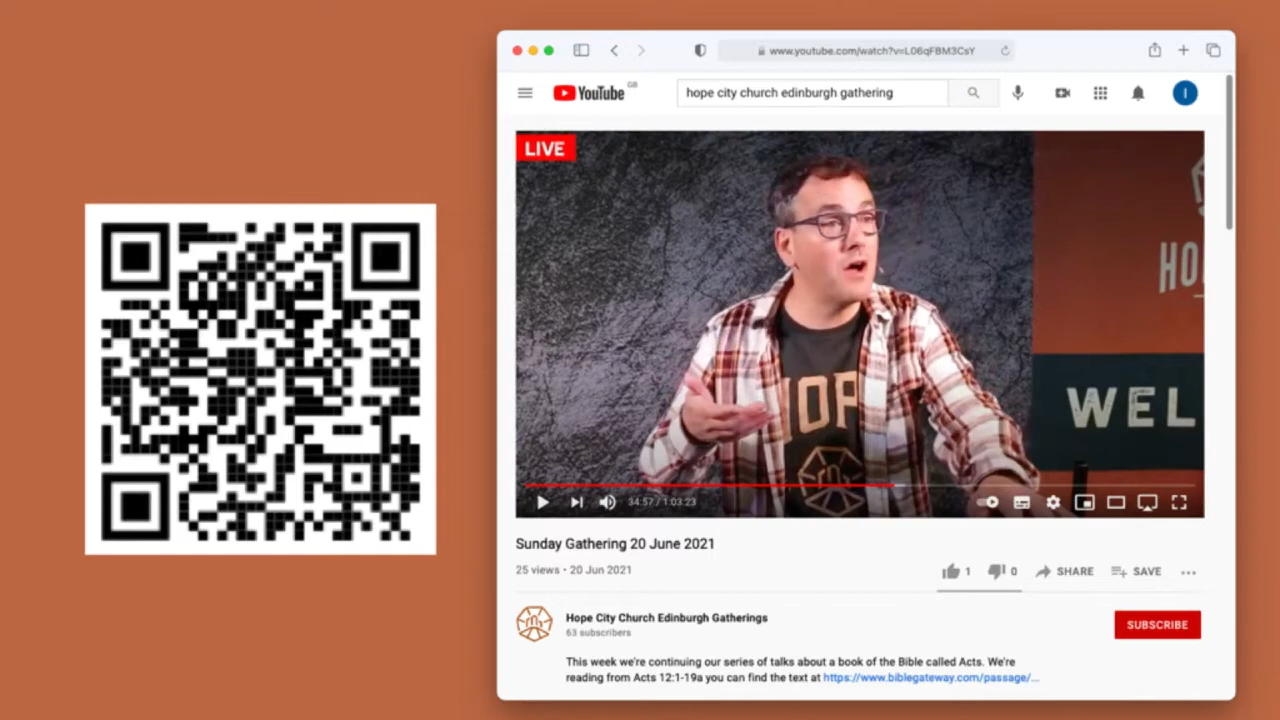 www.youtube.com/watch?v=L06qFBM3CsY
YouTube GB
hope city church edinburgh gathering
I
LIVE
HO
WEL
HOP
34:57 / 1:03:23
Sunday Gathering 20 June 2021
25 views • 20 Jun 2021
1 0 SHARE SAVE
Hope City Church Edinburgh Gatherings
63 subscribers
SUBSCRIBE
This week we're continuing our series of talks about a book of the Bible called Acts. We're
reading from Acts 12:1-19a you can find the text at https://www.biblegateway.com/passage/...